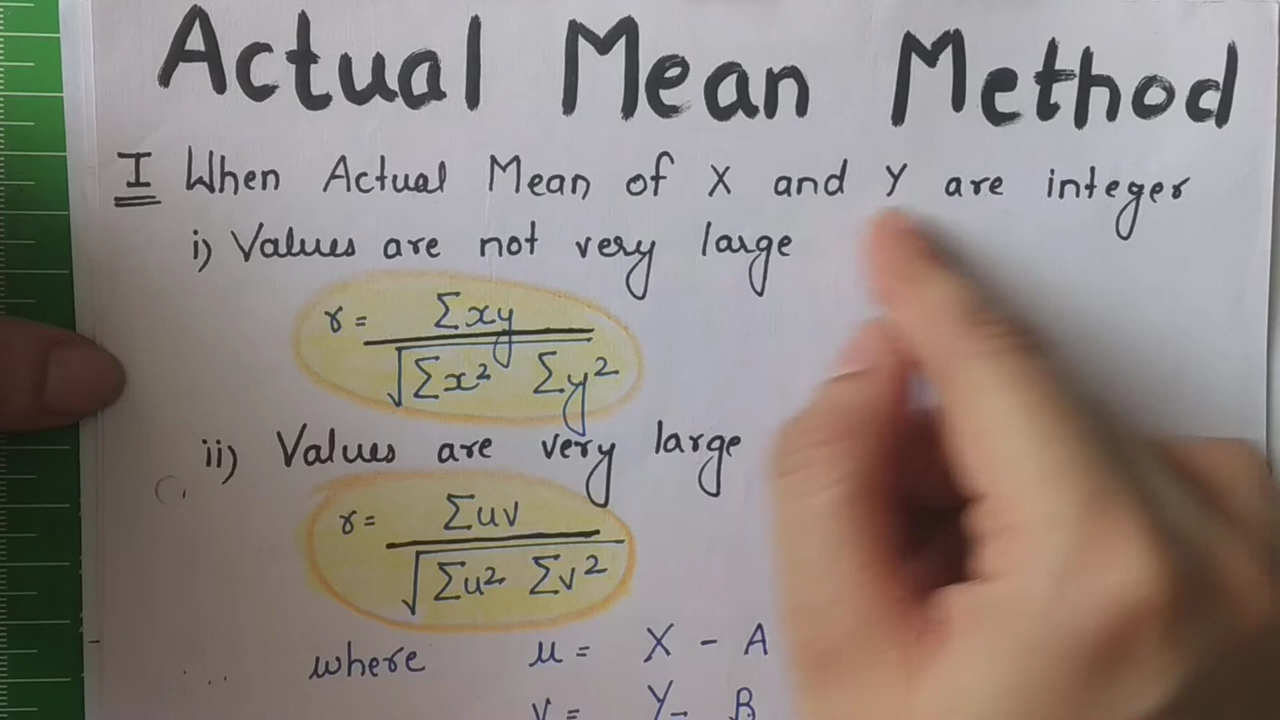 Actual Mean Method
I When Actual Mean of X and Y are integer
i) Values are not very large
r = Σxy / √Σx² Σy²
ii) Values are very large
r = Σuv / √Σu² Σv²
where u = X - A
v = Y - B